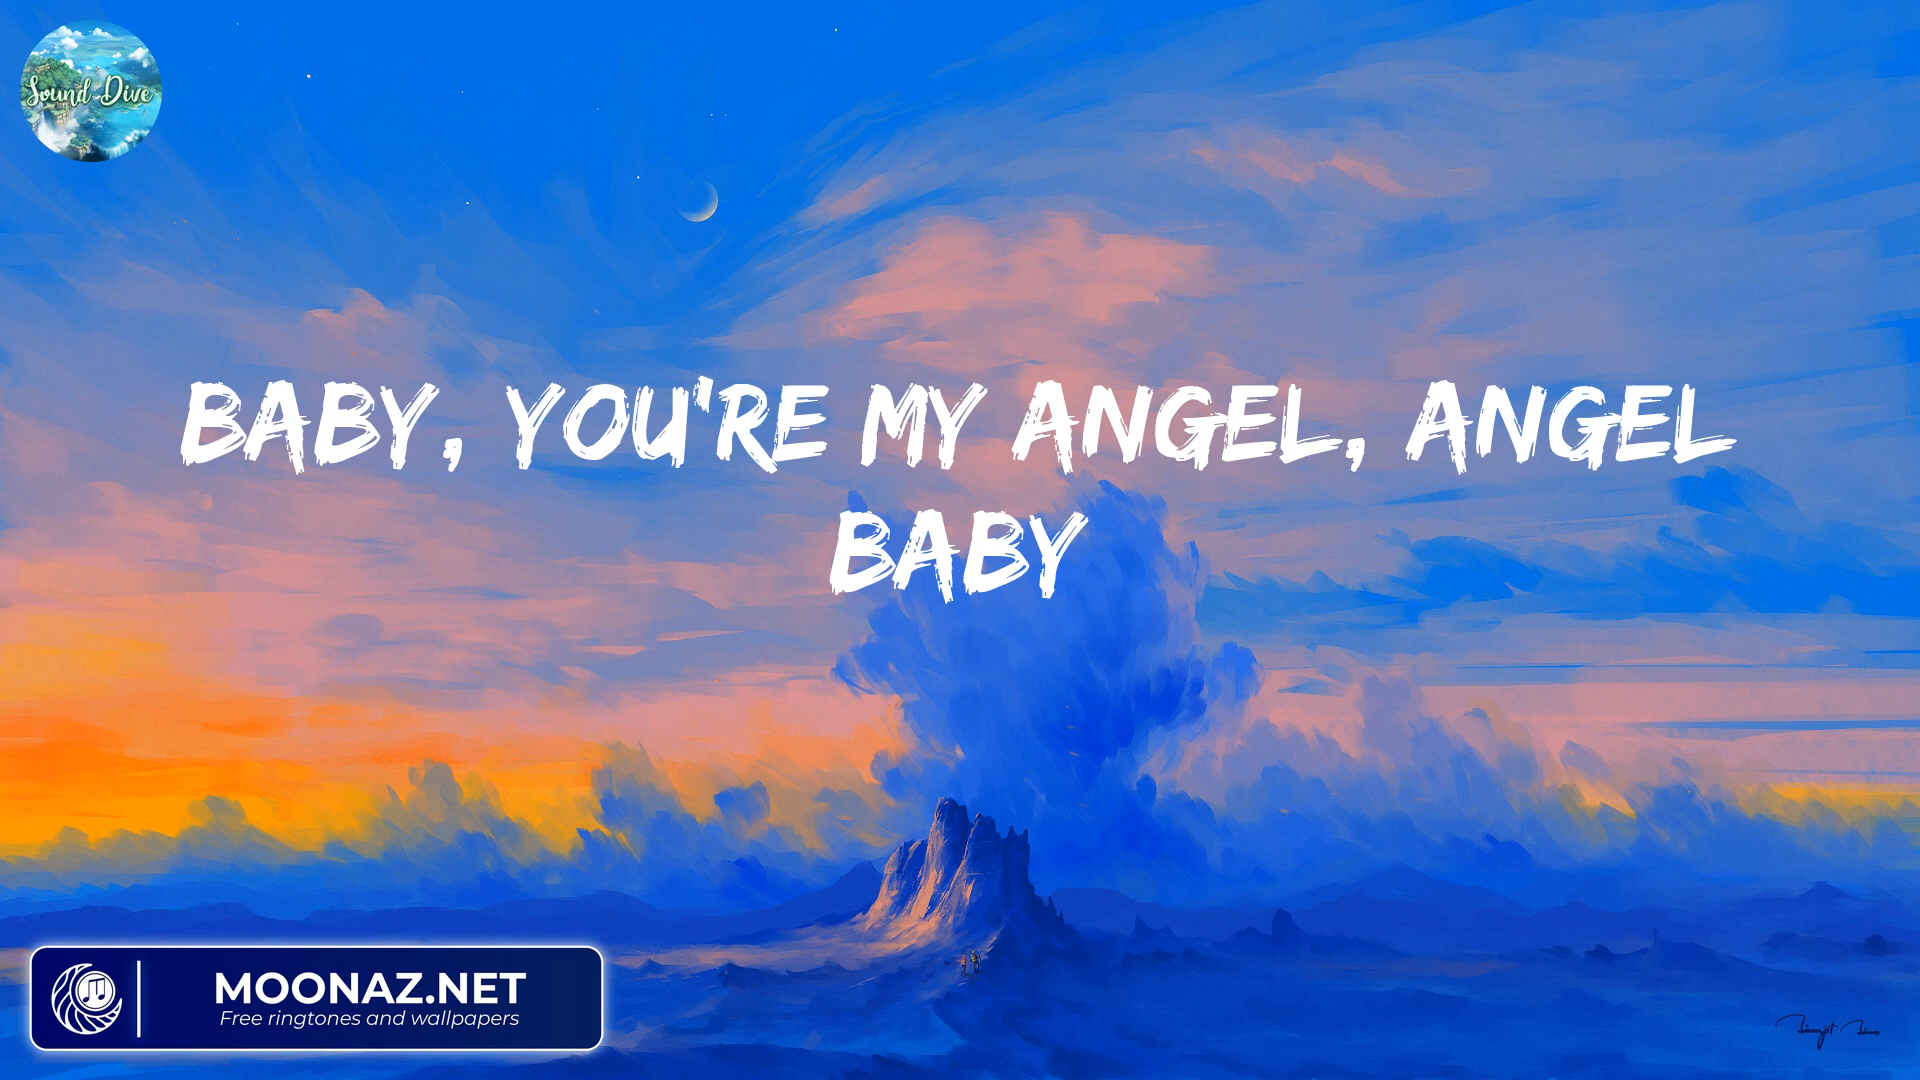 Sound Dive
BABY, YOU'RE MY ANGEL, ANGEL
BABY
MOONAZ.NET
Free ringtones and wallpapers